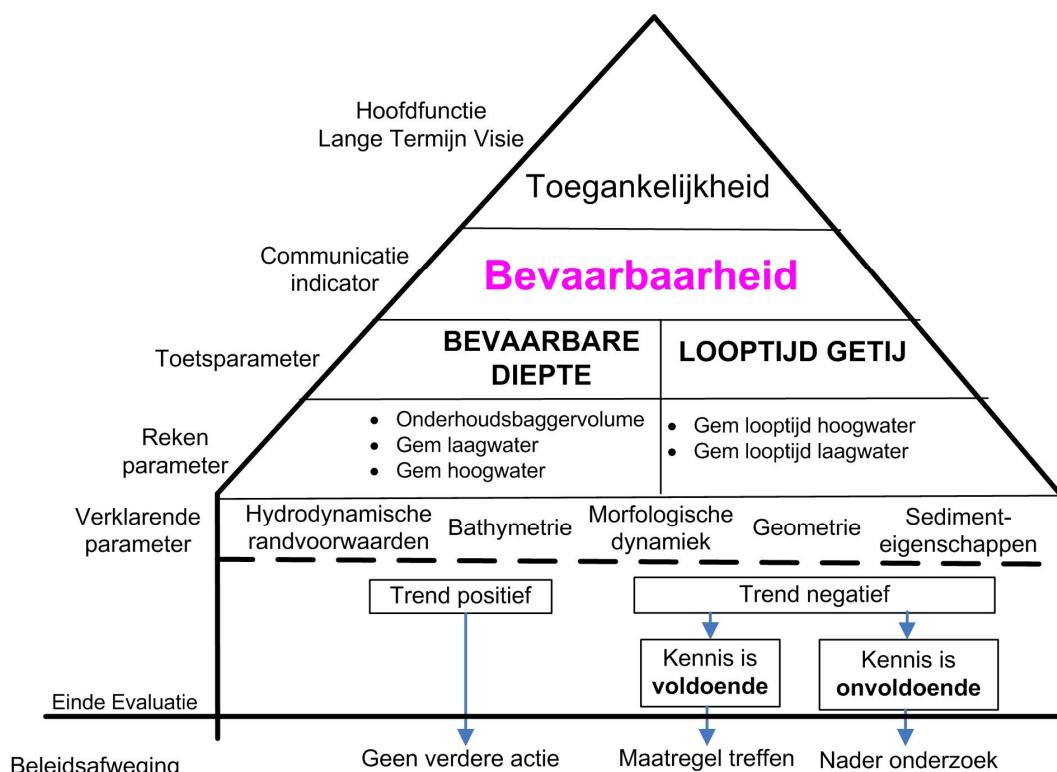 Hoofdfunctie
Lange Termijn Visie
Toegankelijkheid
Communicatie
indicator
Bevaarbaarheid
Toetsparameter
BEVAARBARE
DIEPTE
LOOPTIJD GETIJ
Reken
parameter
• Onderhoudsbaggervolume
• Gem laagwater
• Gem hoogwater
• Gem looptijd hoogwater
• Gem looptijd laagwater
Verklarende
parameter
Hydrodynamische
randvoorwaarden
Bathymetrie
Morfologische
dynamiek
Geometrie
Sediment-
eigenschappen
Trend positief
Trend negatief
Kennis is
voldoende
Kennis is
onvoldoende
Einde Evaluatie
Beleidsafweging
Geen verdere actie
Maatregel treffen
Nader onderzoek